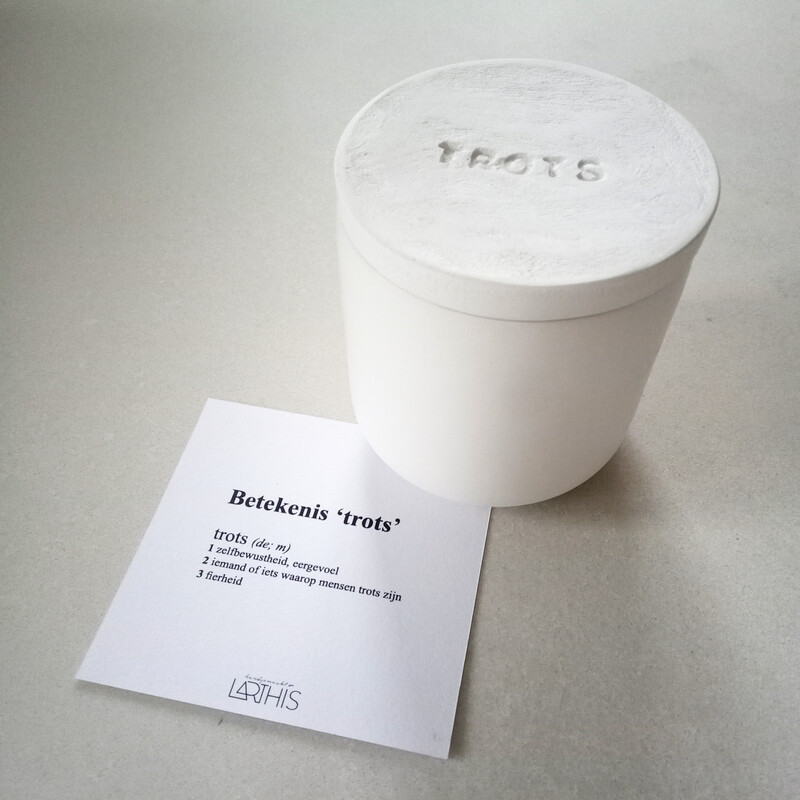 TROTS
Betekenis ‘trots’
trots (de; m)
1 zelfbewustheid, eergevoel
2 iemand of iets waarop mensen trots zijn
3 fierheid
LARTHIS